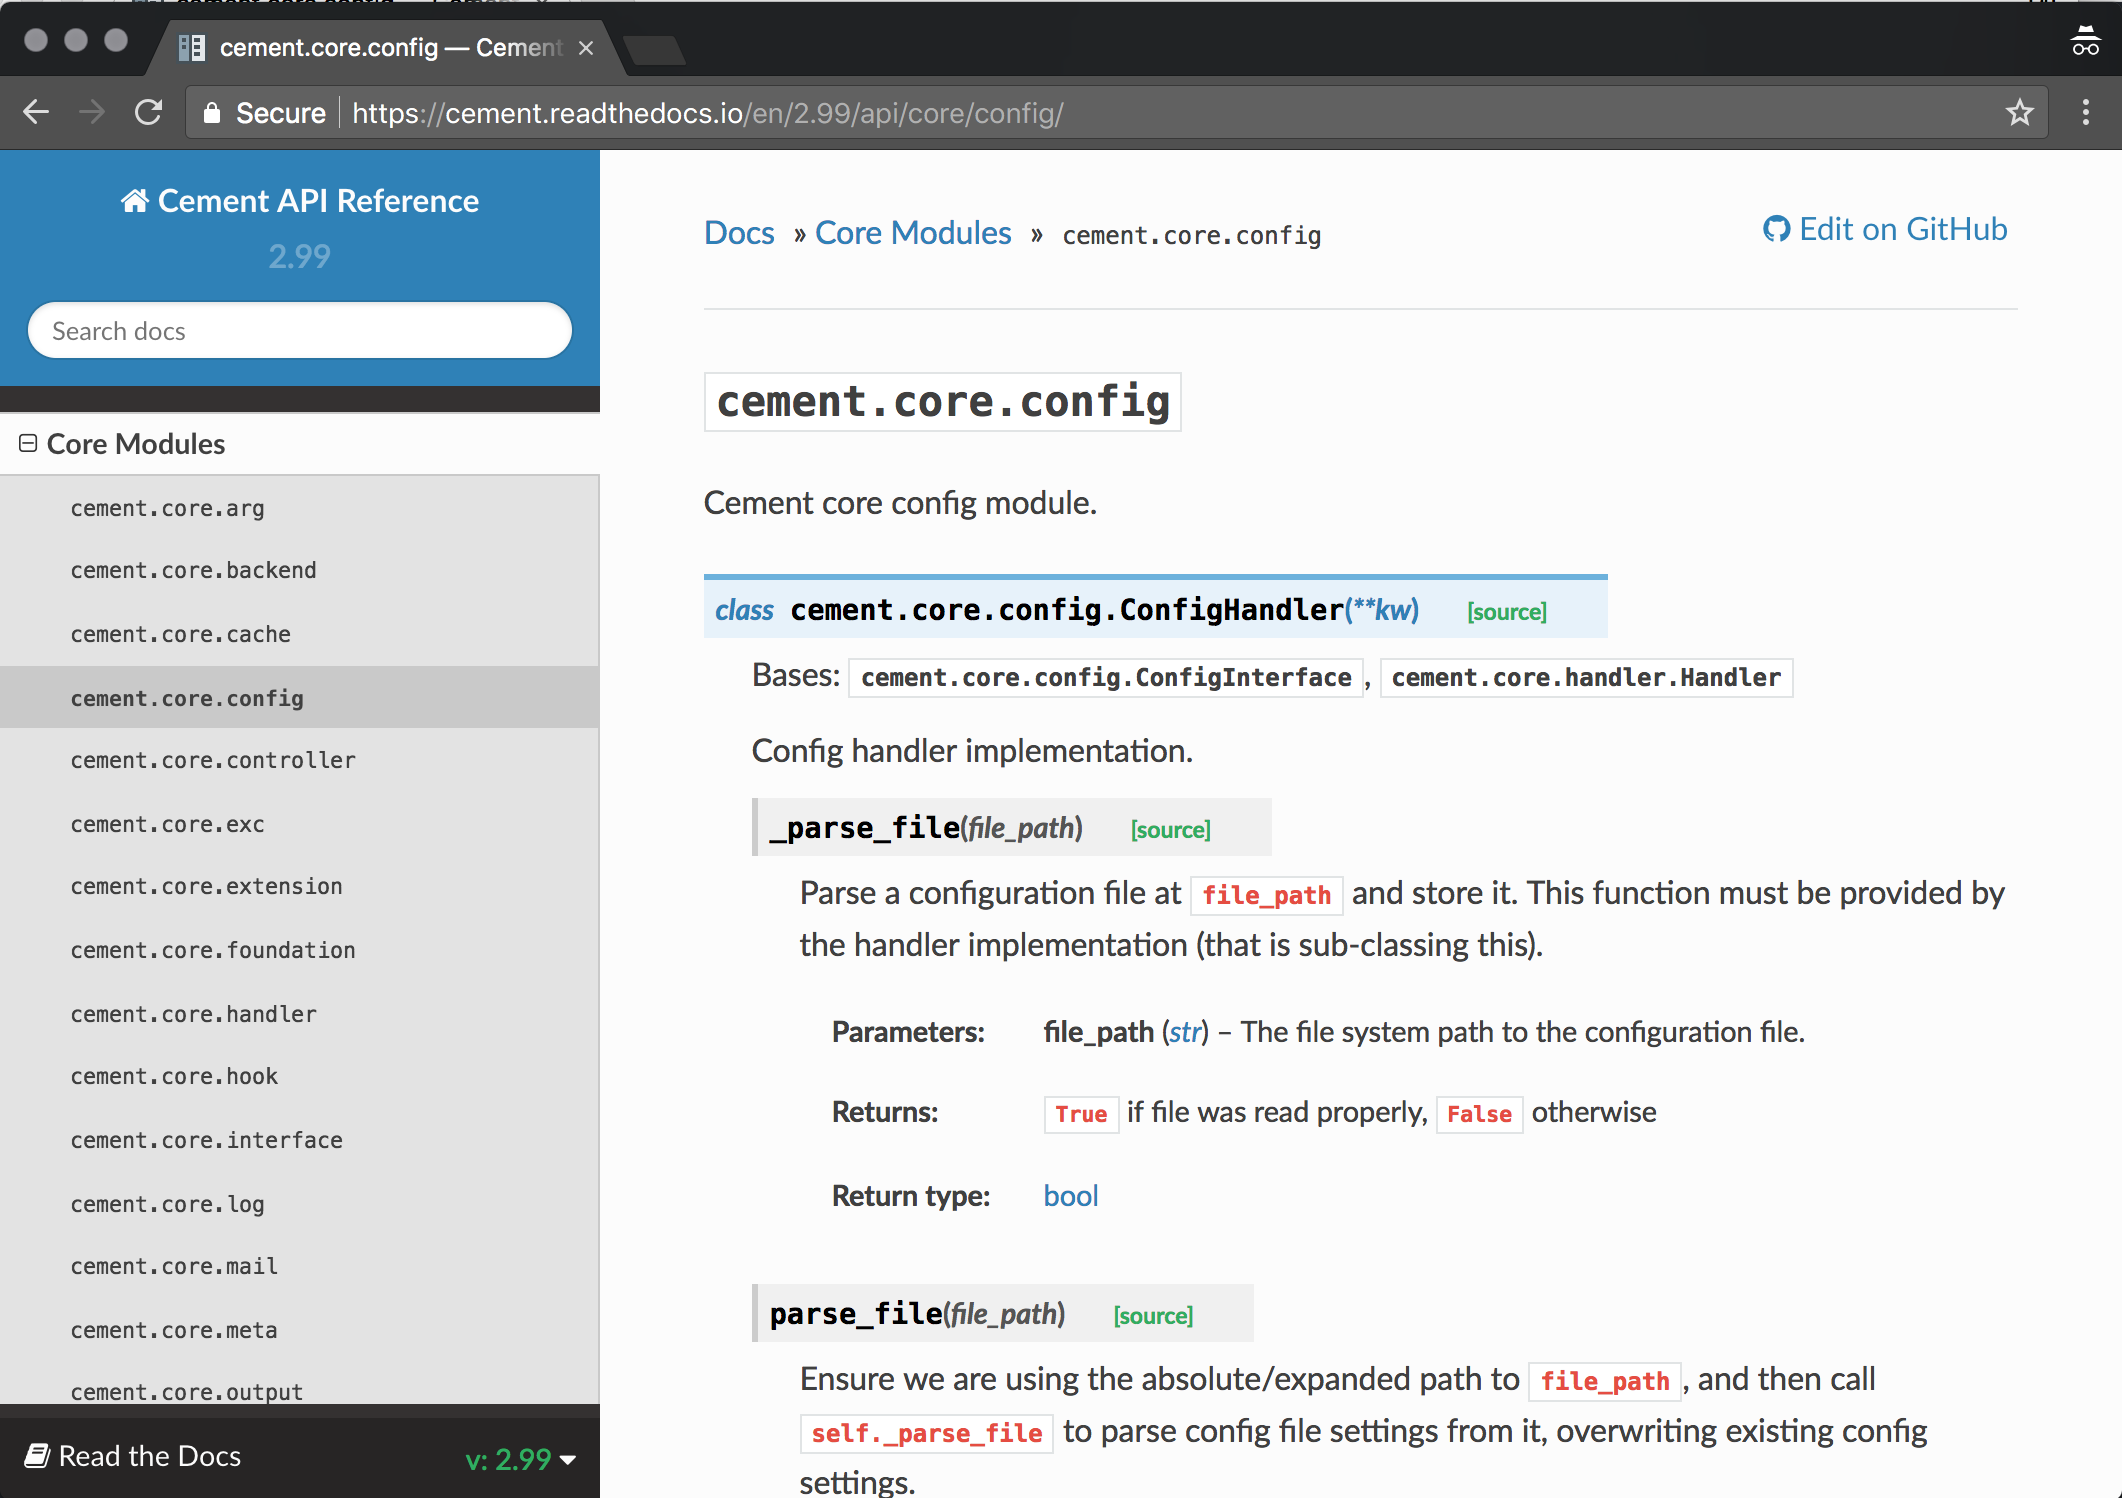 cement.core.config — Cement
Secure https://cement.readthedocs.io/en/2.99/api/core/config/
Cement API Reference
2.99
Search docs
Core Modules
cement.core.arg
cement.core.backend
cement.core.cache
cement.core.config
cement.core.controller
cement.core.exc
cement.core.extension
cement.core.foundation
cement.core.handler
cement.core.hook
cement.core.interface
cement.core.log
cement.core.mail
cement.core.meta
cement.core.output
Read the Docs v: 2.99
Docs » Core Modules » cement.core.config
Edit on GitHub
cement.core.config
Cement core config module.
class cement.core.config.ConfigHandler(**kw) [source]
Bases: cement.core.config.ConfigInterface, cement.core.handler.Handler
Config handler implementation.
_parse_file(file_path) [source]
Parse a configuration file at file_path and store it. This function must be provided by
the handler implementation (that is sub-classing this).
Parameters: file_path (str) – The file system path to the configuration file.
Returns: True if file was read properly, False otherwise
Return type: bool
parse_file(file_path) [source]
Ensure we are using the absolute/expanded path to file_path, and then call
self._parse_file to parse config file settings from it, overwriting existing config
settings.